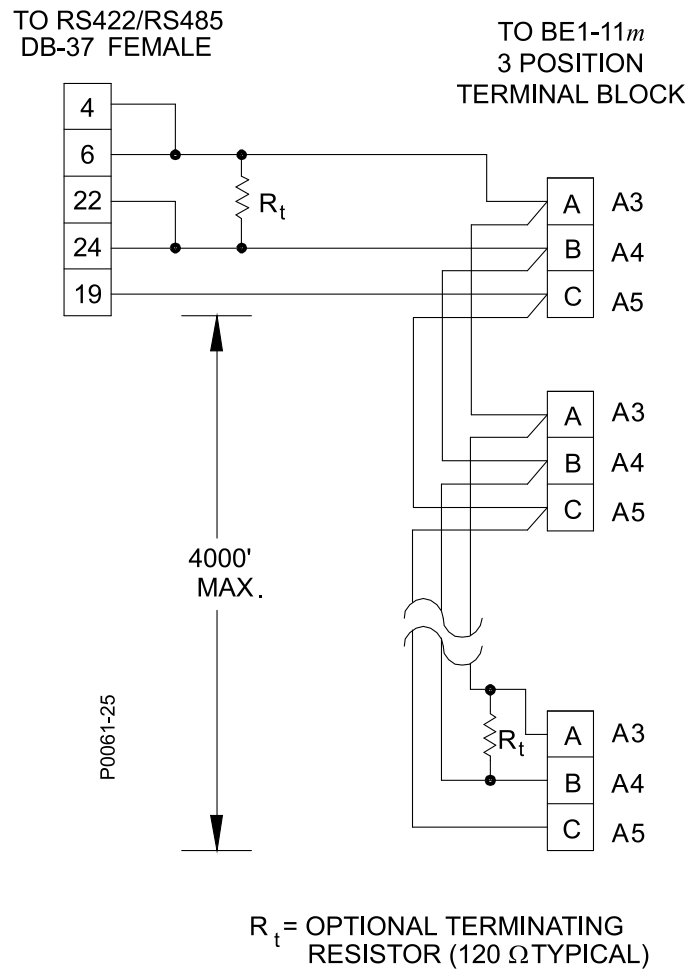 TO RS422/RS485
DB-37 FEMALE
TO BE1-11m
3 POSITION
TERMINAL BLOCK
4
6
22
24
19
Rt
A A3
B A4
C A5
A A3
B A4
C A5
4000'
MAX.
P0061-25
Rt
A A3
B A4
C A5
Rt = OPTIONAL TERMINATING
RESISTOR (120 Ω TYPICAL)